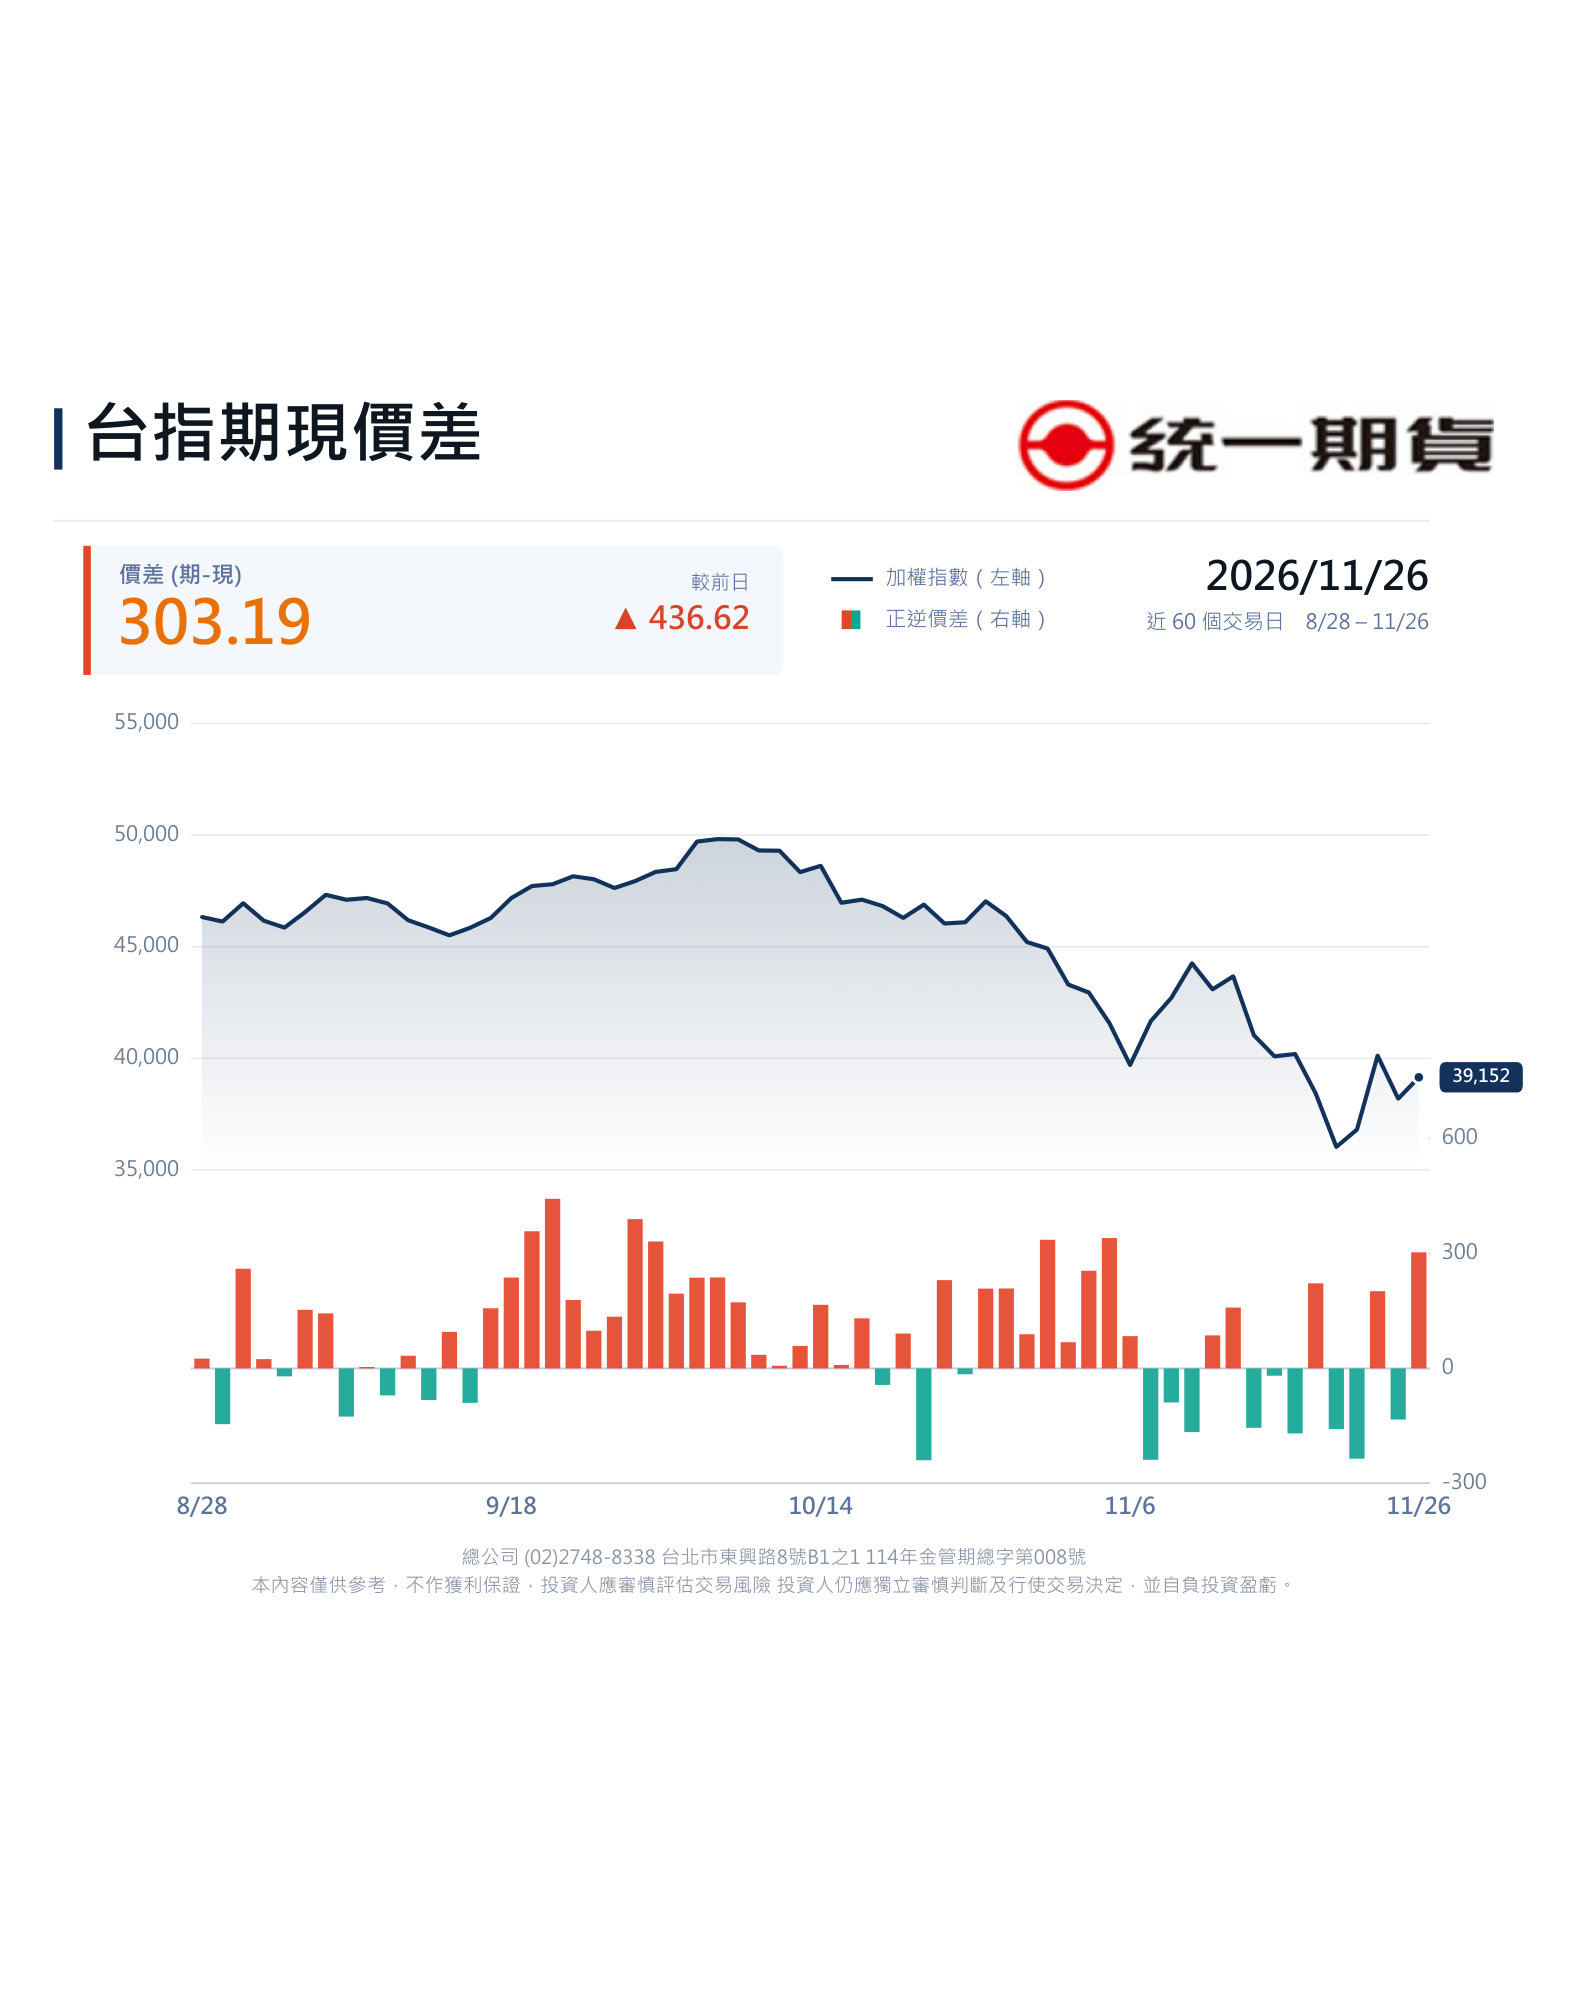 台指期現價差
統一期貨
價差 (期-現)
303.19
較前日
▲ 436.62
加權指數（左軸）
正逆價差（右軸）
2026/11/26
近 60 個交易日 8/28 – 11/26
55,000
50,000
45,000
40,000
35,000
39,152
600
300
0
-300
8/28
9/18
10/14
11/6
11/26
總公司 (02)2748-8338 台北市東興路8號B1之1 114年金管期總字第008號
本內容僅供參考，不作獲利保證，投資人應審慎評估交易風險 投資人仍應獨立審慎判斷及行使交易決定，並自負投資盈虧。